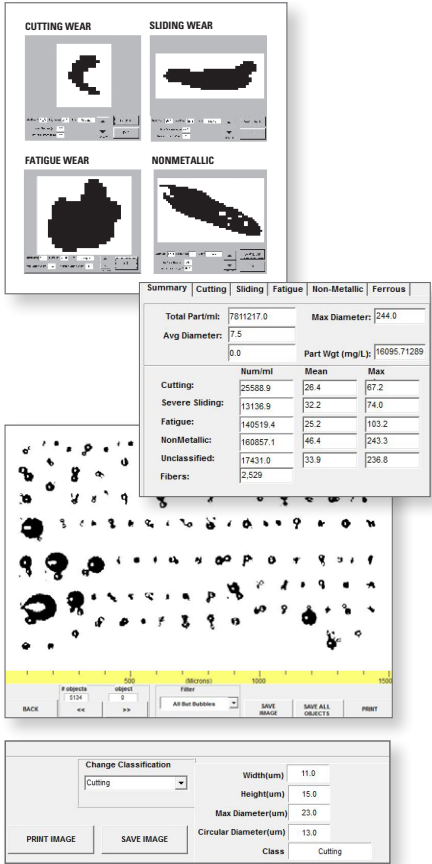 CUTTING WEAR SLIDING WEAR
FATIGUE WEAR NONMETALLIC
Summary Cutting Sliding Fatigue Non-Metallic Ferrous
Total Part/ml: 7811217.0 Max Diameter: 244.0
Avg Diameter: 7.5
0.0 Part Wgt (mg/L): 16095.71289
Num/ml Mean Max
Cutting: 25588.9 26.4 67.2
Severe Sliding: 13136.9 32.2 74.0
Fatigue: 140519.4 25.2 103.2
NonMetallic: 160857.1 46.4 243.3
Unclassified: 17431.0 33.9 236.8
Fibers: 2,529
500 (Microns) 1000 1500
# objects object Filter
5134 0
BACK << >> All But Bubbles SAVE IMAGE SAVE ALL OBJECTS PRINT
Change Classification
Cutting
Width(um) 11.0
Height(um) 15.0
Max Diameter(um) 23.0
Circular Diameter(um) 13.0
PRINT IMAGE SAVE IMAGE
Class Cutting